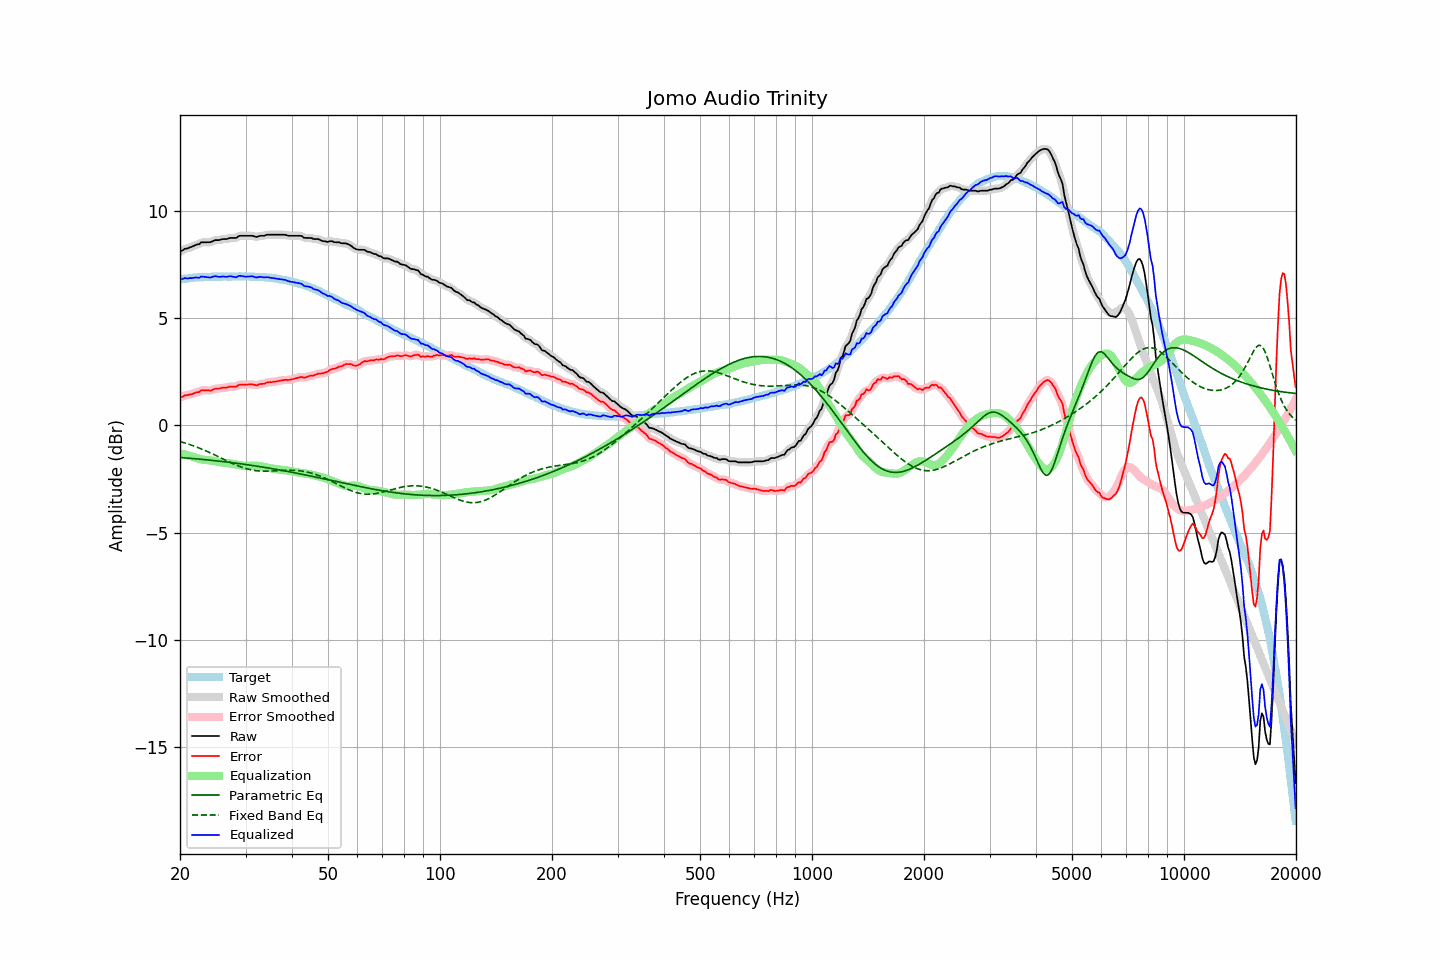 Jomo Audio Trinity
Amplitude (dBr)
10
5
0
−5
−10
−15
Target
Raw Smoothed
Error Smoothed
Raw
Error
Equalization
Parametric Eq
Fixed Band Eq
Equalized
20 50 100 200 500 1000 2000 5000 10000 20000
Frequency (Hz)